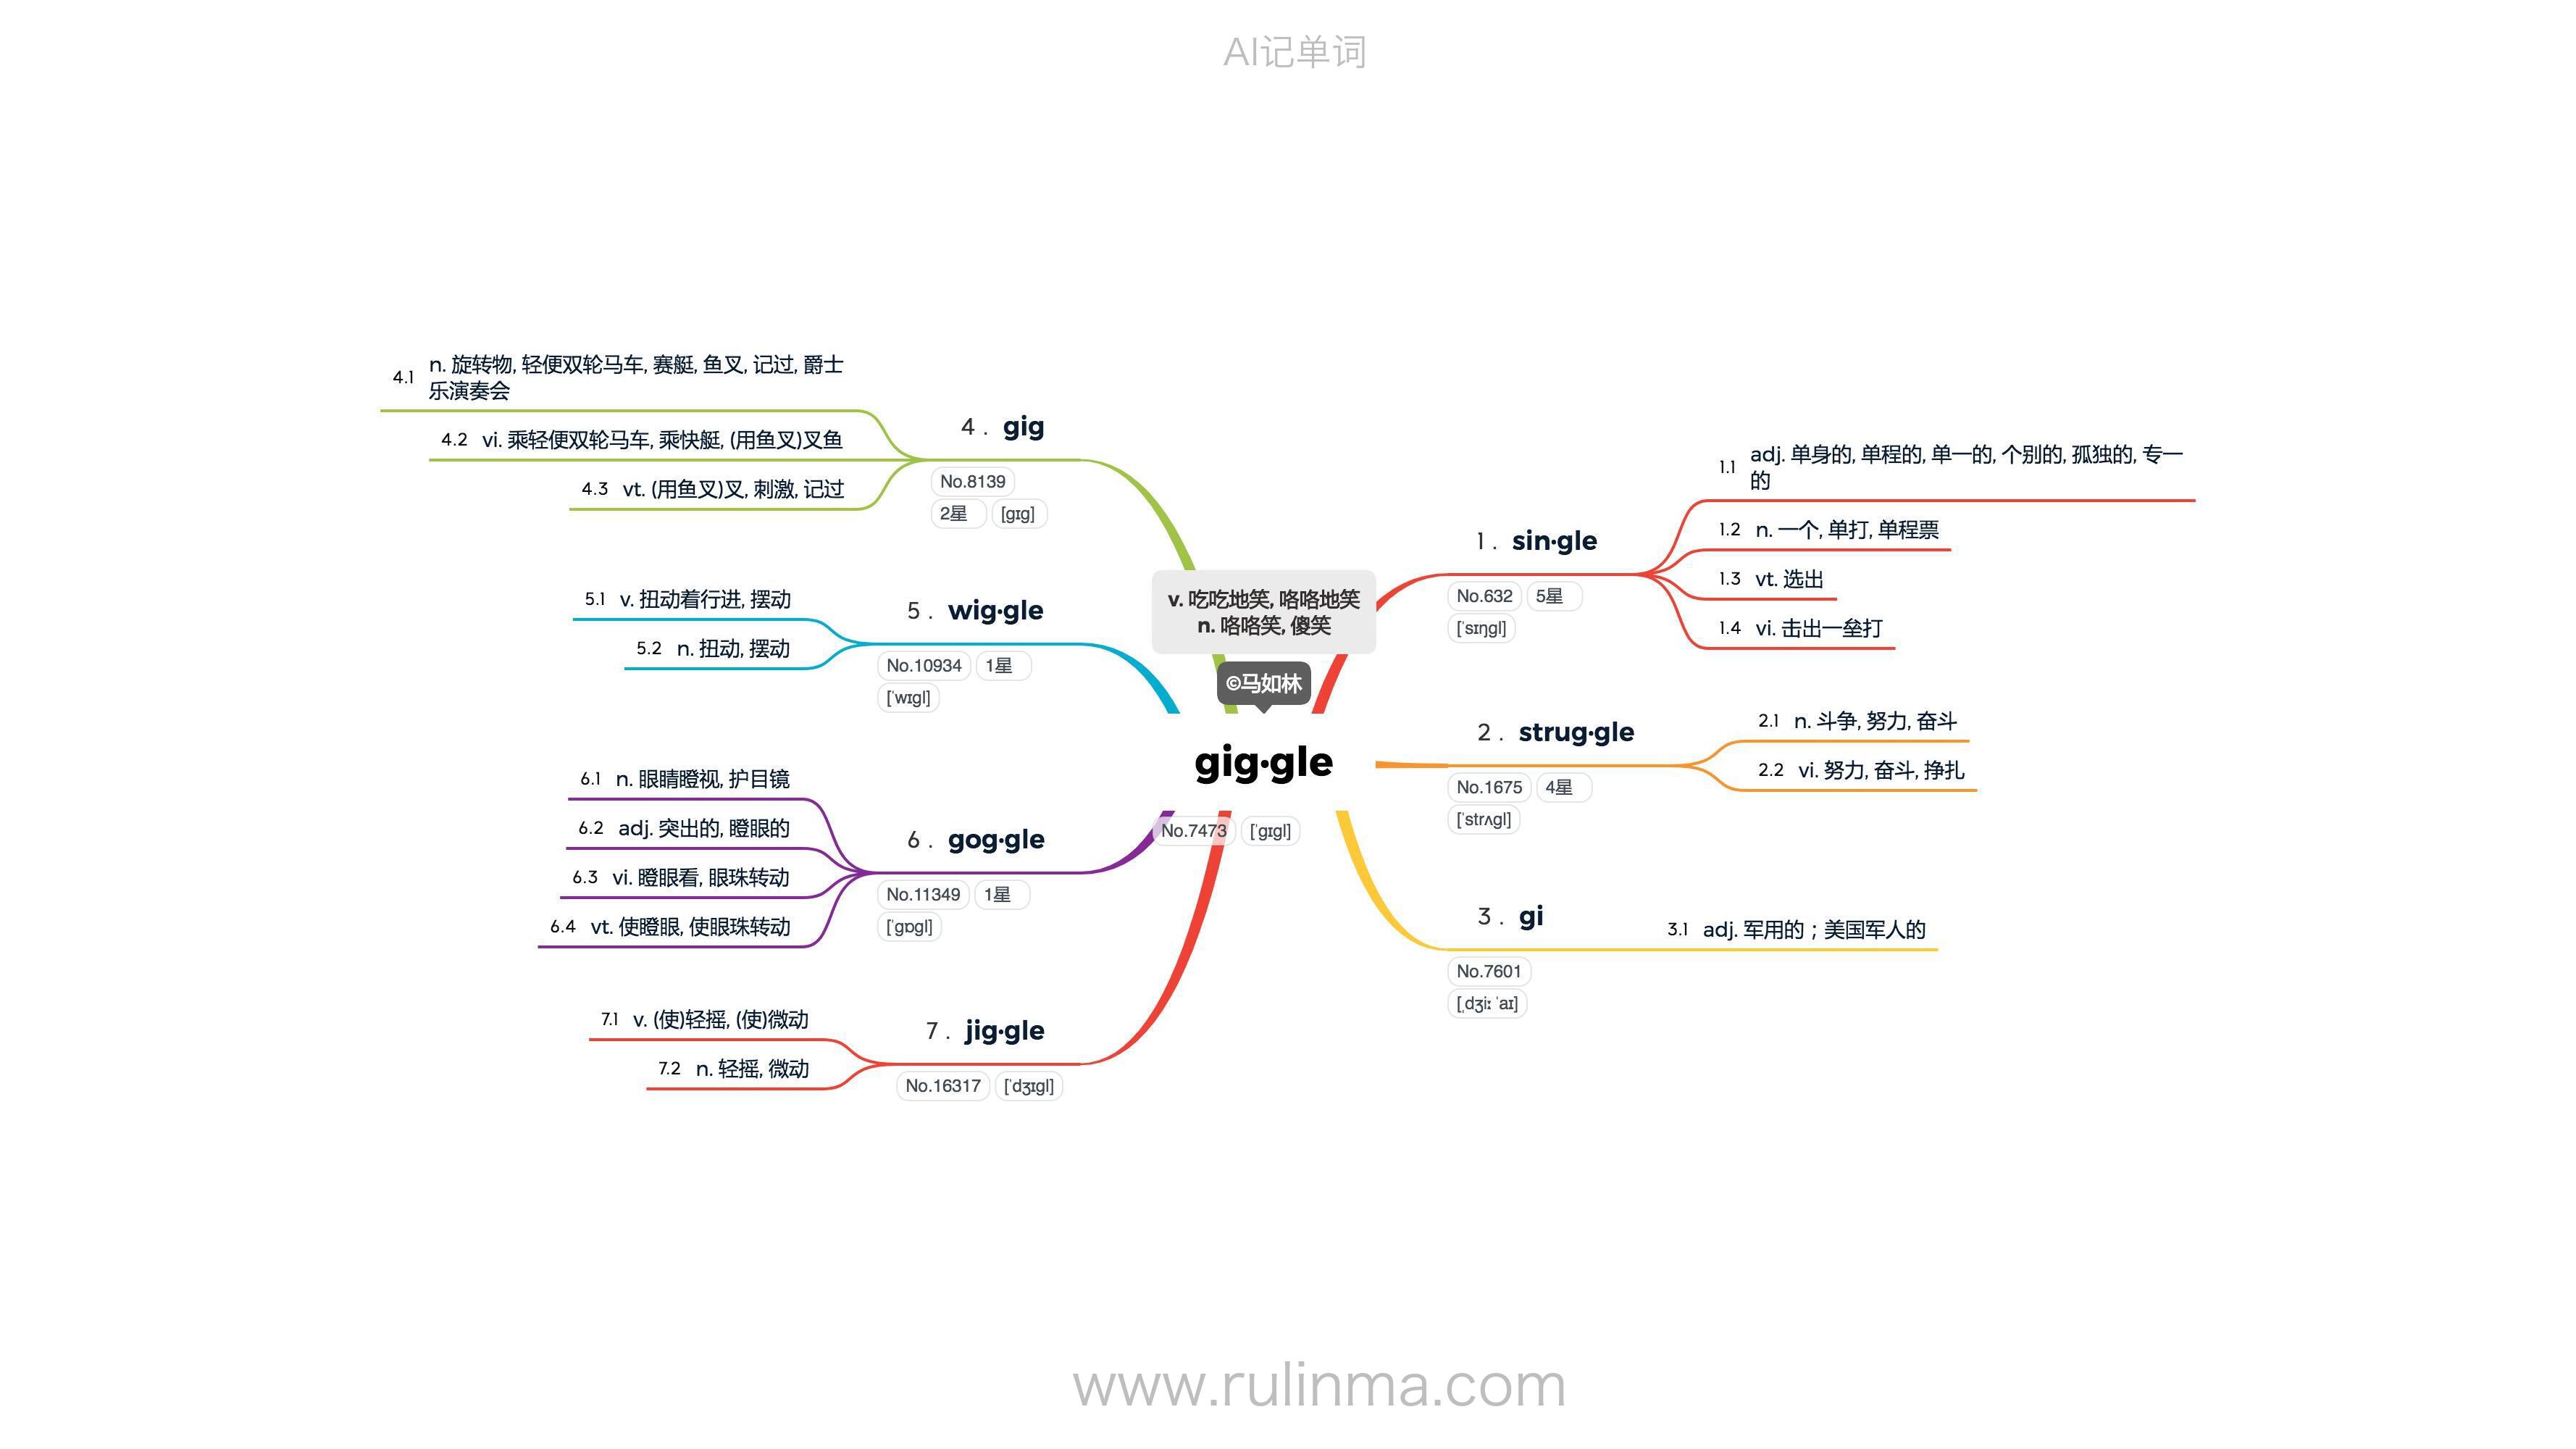 AI记单词
v. 吃吃地笑, 咯咯地笑
n. 咯咯笑, 傻笑
©马如林
gig·gle
No.7473 [ˈɡɪɡl]
1 . sin·gle
No.632 5星
[ˈsɪŋɡl]
1.1 adj. 单身的, 单程的, 单一的, 个别的, 孤独的, 专一
的
1.2 n. 一个, 单打, 单程票
1.3 vt. 选出
1.4 vi. 击出一垒打
2 . strug·gle
No.1675 4星
[ˈstrʌɡl]
2.1 n. 斗争, 努力, 奋斗
2.2 vi. 努力, 奋斗, 挣扎
3 . gi
No.7601
[ˌdʒiː ˈaɪ]
3.1 adj. 军用的；美国军人的
4 . gig
No.8139
2星 [ɡɪɡ]
4.1 n. 旋转物, 轻便双轮马车, 赛艇, 鱼叉, 记过, 爵士
乐演奏会
4.2 vi. 乘轻便双轮马车, 乘快艇, (用鱼叉)叉鱼
4.3 vt. (用鱼叉)叉, 刺激, 记过
5 . wig·gle
No.10934 1星
[ˈwɪɡl]
5.1 v. 扭动着行进, 摆动
5.2 n. 扭动, 摆动
6 . gog·gle
No.11349 1星
[ˈɡɒɡl]
6.1 n. 眼睛瞪视, 护目镜
6.2 adj. 突出的, 瞪眼的
6.3 vi. 瞪眼看, 眼珠转动
6.4 vt. 使瞪眼, 使眼珠转动
7 . jig·gle
No.16317 [ˈdʒɪɡl]
7.1 v. (使)轻摇, (使)微动
7.2 n. 轻摇, 微动
www.rulinma.com